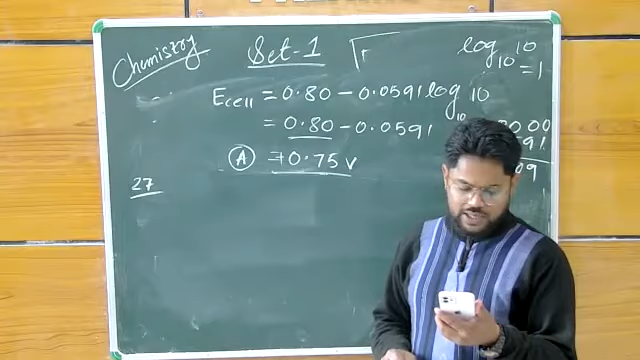 Chemistry
Set-1
log₁₀ 10 = 1
Ecell = 0.80 - 0.0591 log₁₀ 10
= 0.80 - 0.0591
Ⓐ = +0.75 v
27